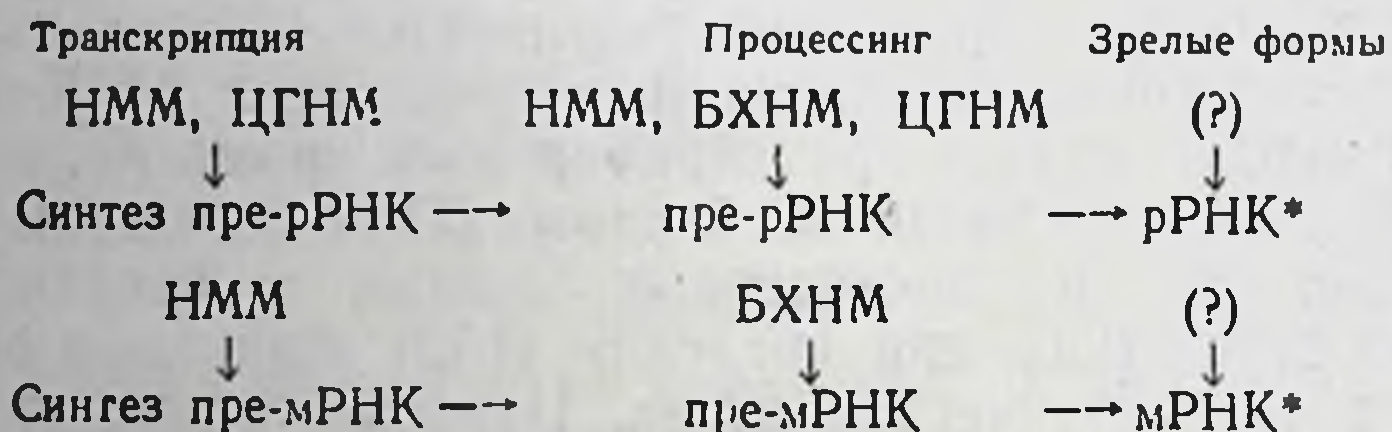 Транскрипция Процессинг Зрелые формы
НММ, ЦГНМ НММ, БХНМ, ЦГНМ (?)
↓ ↓ ↓
Синтез пре-рРНК —→ пре-рРНК —→ рРНК*
НММ БХНМ (?)
↓ ↓ ↓
Синтез пре-мРНК —→ пре-мРНК —→ мРНК*